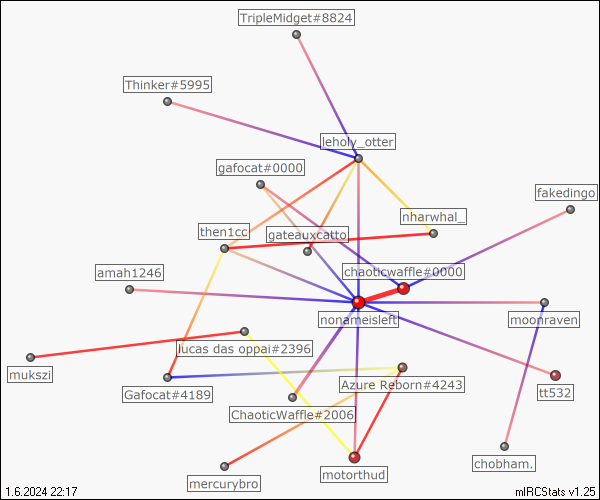 TripleMidget#8824
Thinker#5995
leholy_otter
gafocat#0000
fakedingo
nharwhal_
then1cc
gateauxcatto
amah1246
chaoticwaffle#0000
nonameisleft
moonraven
lucas das oppai#2396
mukszi
Gafocat#4189
Azure Reborn#4243
tt532
ChaoticWaffle#2006
mercurybro
motorthud
chobham.
1.6.2024 22:17
mIRCStats v1.25